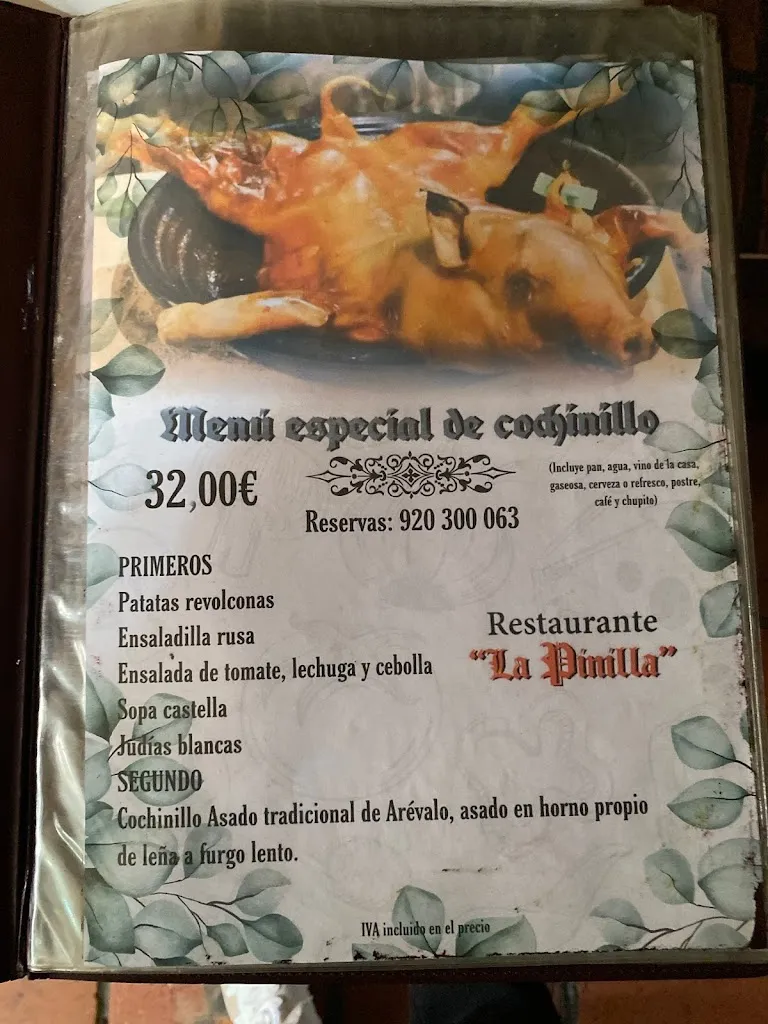 Menú especial de cochinillo
32,00€
(Incluye pan, agua, vino de la casa,
gaseosa, cerveza o refresco, postre,
café y chupito)
Reservas: 920 300 063
PRIMEROS
Patatas revolconas
Ensaladilla rusa
Ensalada de tomate, lechuga y cebolla
Sopa castella
Judías blancas
Restaurante
“La Pinilla”
SEGUNDO
Cochinillo Asado tradicional de Arévalo, asado en horno propio
de leña a furgo lento.
IVA incluido en el precio